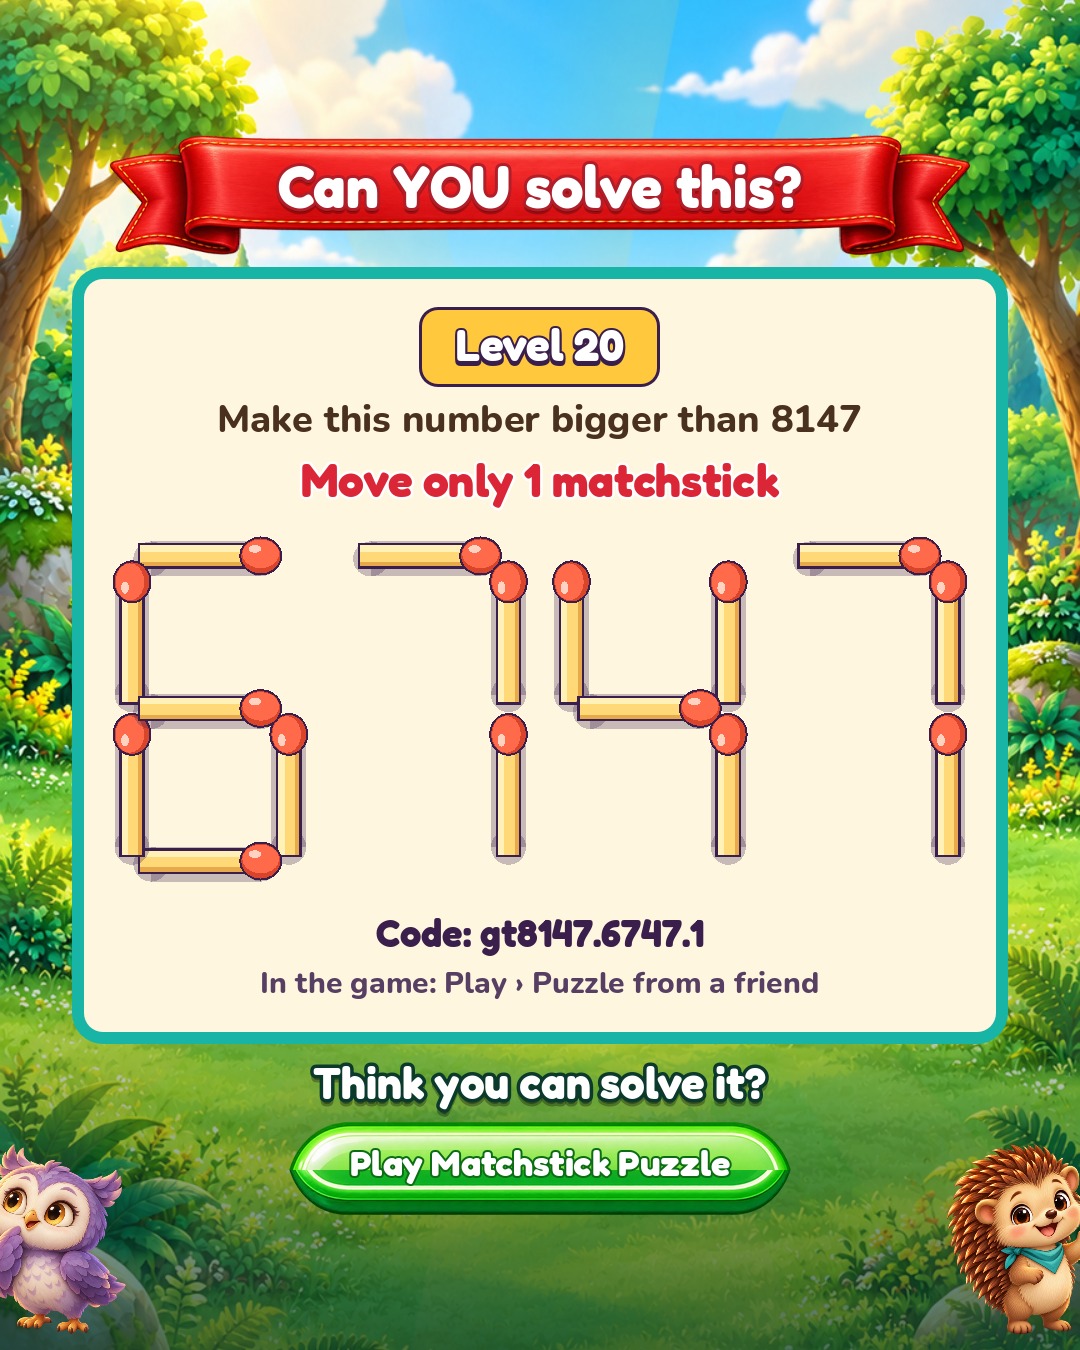 Can YOU solve this?
Level 20
Make this number bigger than 8147
Move only 1 matchstick
6747
Code: gt8147.6747.1
In the game: Play › Puzzle from a friend
Think you can solve it?
Play Matchstick Puzzle